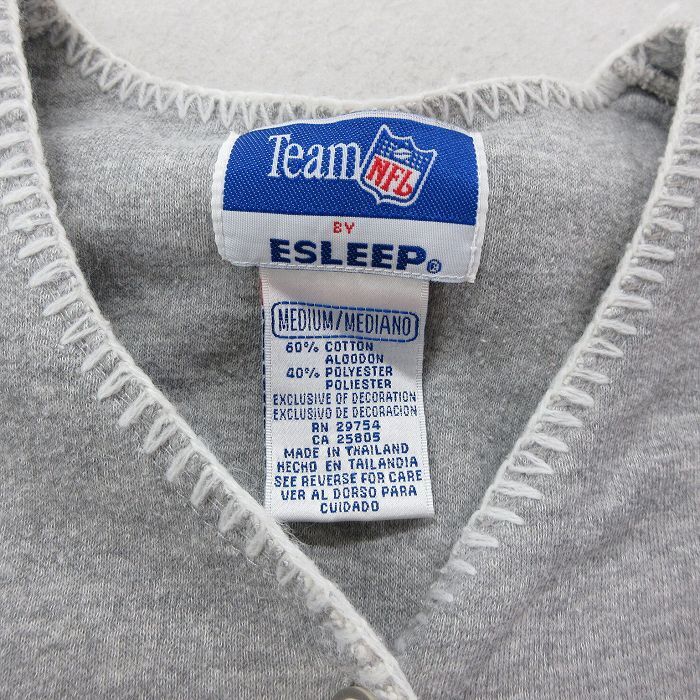 Team NFL
BY
ESLEEP®
MEDIUM/MEDIANO
60% COTTON
ALGODON
40% POLYESTER
POLIESTER
EXCLUSIVE OF DECORATION
EXCLUSIVO DE DECORACION
RN 29754
CA 25805
MADE IN THAILAND
HECHO EN TAILANDIA
SEE REVERSE FOR CARE
VER AL DORSO PARA
CUIDADO